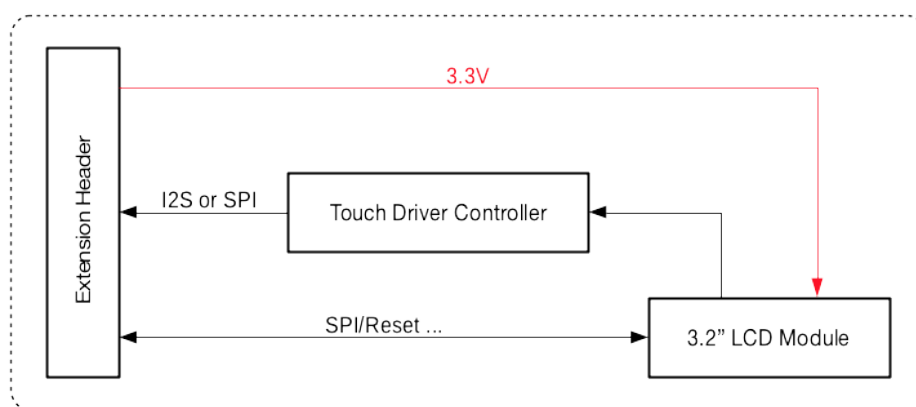 3.3V
Extension Header
I2S or SPI
Touch Driver Controller
SPI/Reset ...
3.2” LCD Module